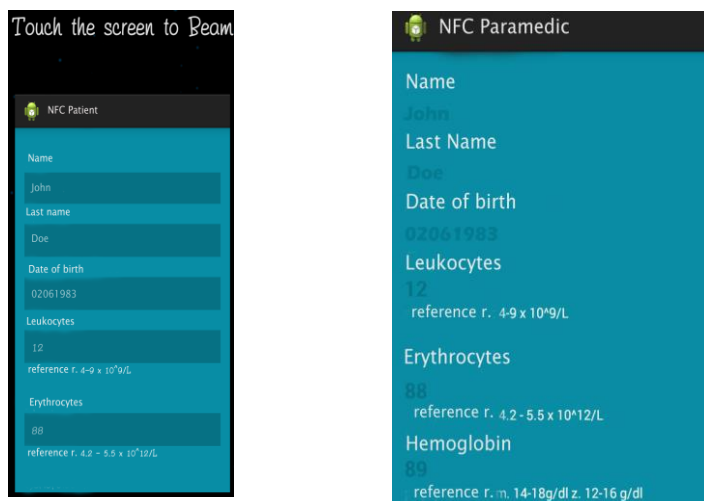 Touch the screen to Beam
NFC Patient
Name
John
Last name
Doe
Date of birth
02061983
Leukocytes
12
reference r. 4-9 x 10^9/L
Erythrocytes
88
reference r. 4.2 - 5.5 x 10^12/L
NFC Paramedic
Name
John
Last Name
Doe
Date of birth
02061983
Leukocytes
12
reference r. 4-9 x 10^9/L
Erythrocytes
88
reference r. 4.2 - 5.5 x 10^12/L
Hemoglobin
89
reference r. m. 14-18g/dl z. 12-16 g/dl